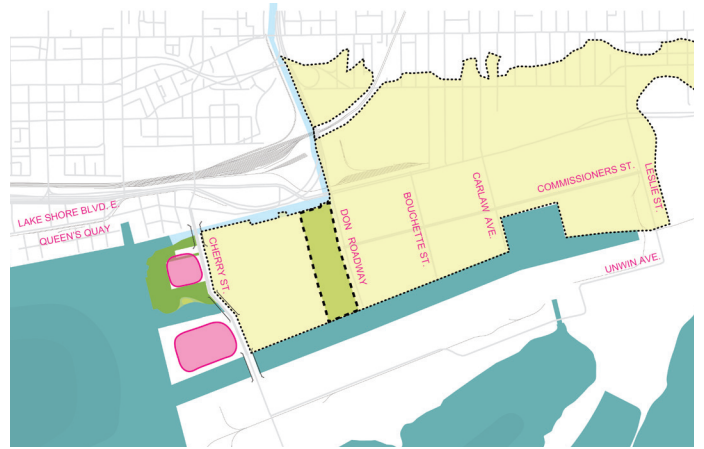 LAKE SHORE BLVD. E.
QUEEN'S QUAY
CHERRY ST.
DON ROADWAY
BOUCHETTE ST.
CARLAW AVE.
COMMISSIONERS ST.
LESLIE ST.
UNWIN AVE.